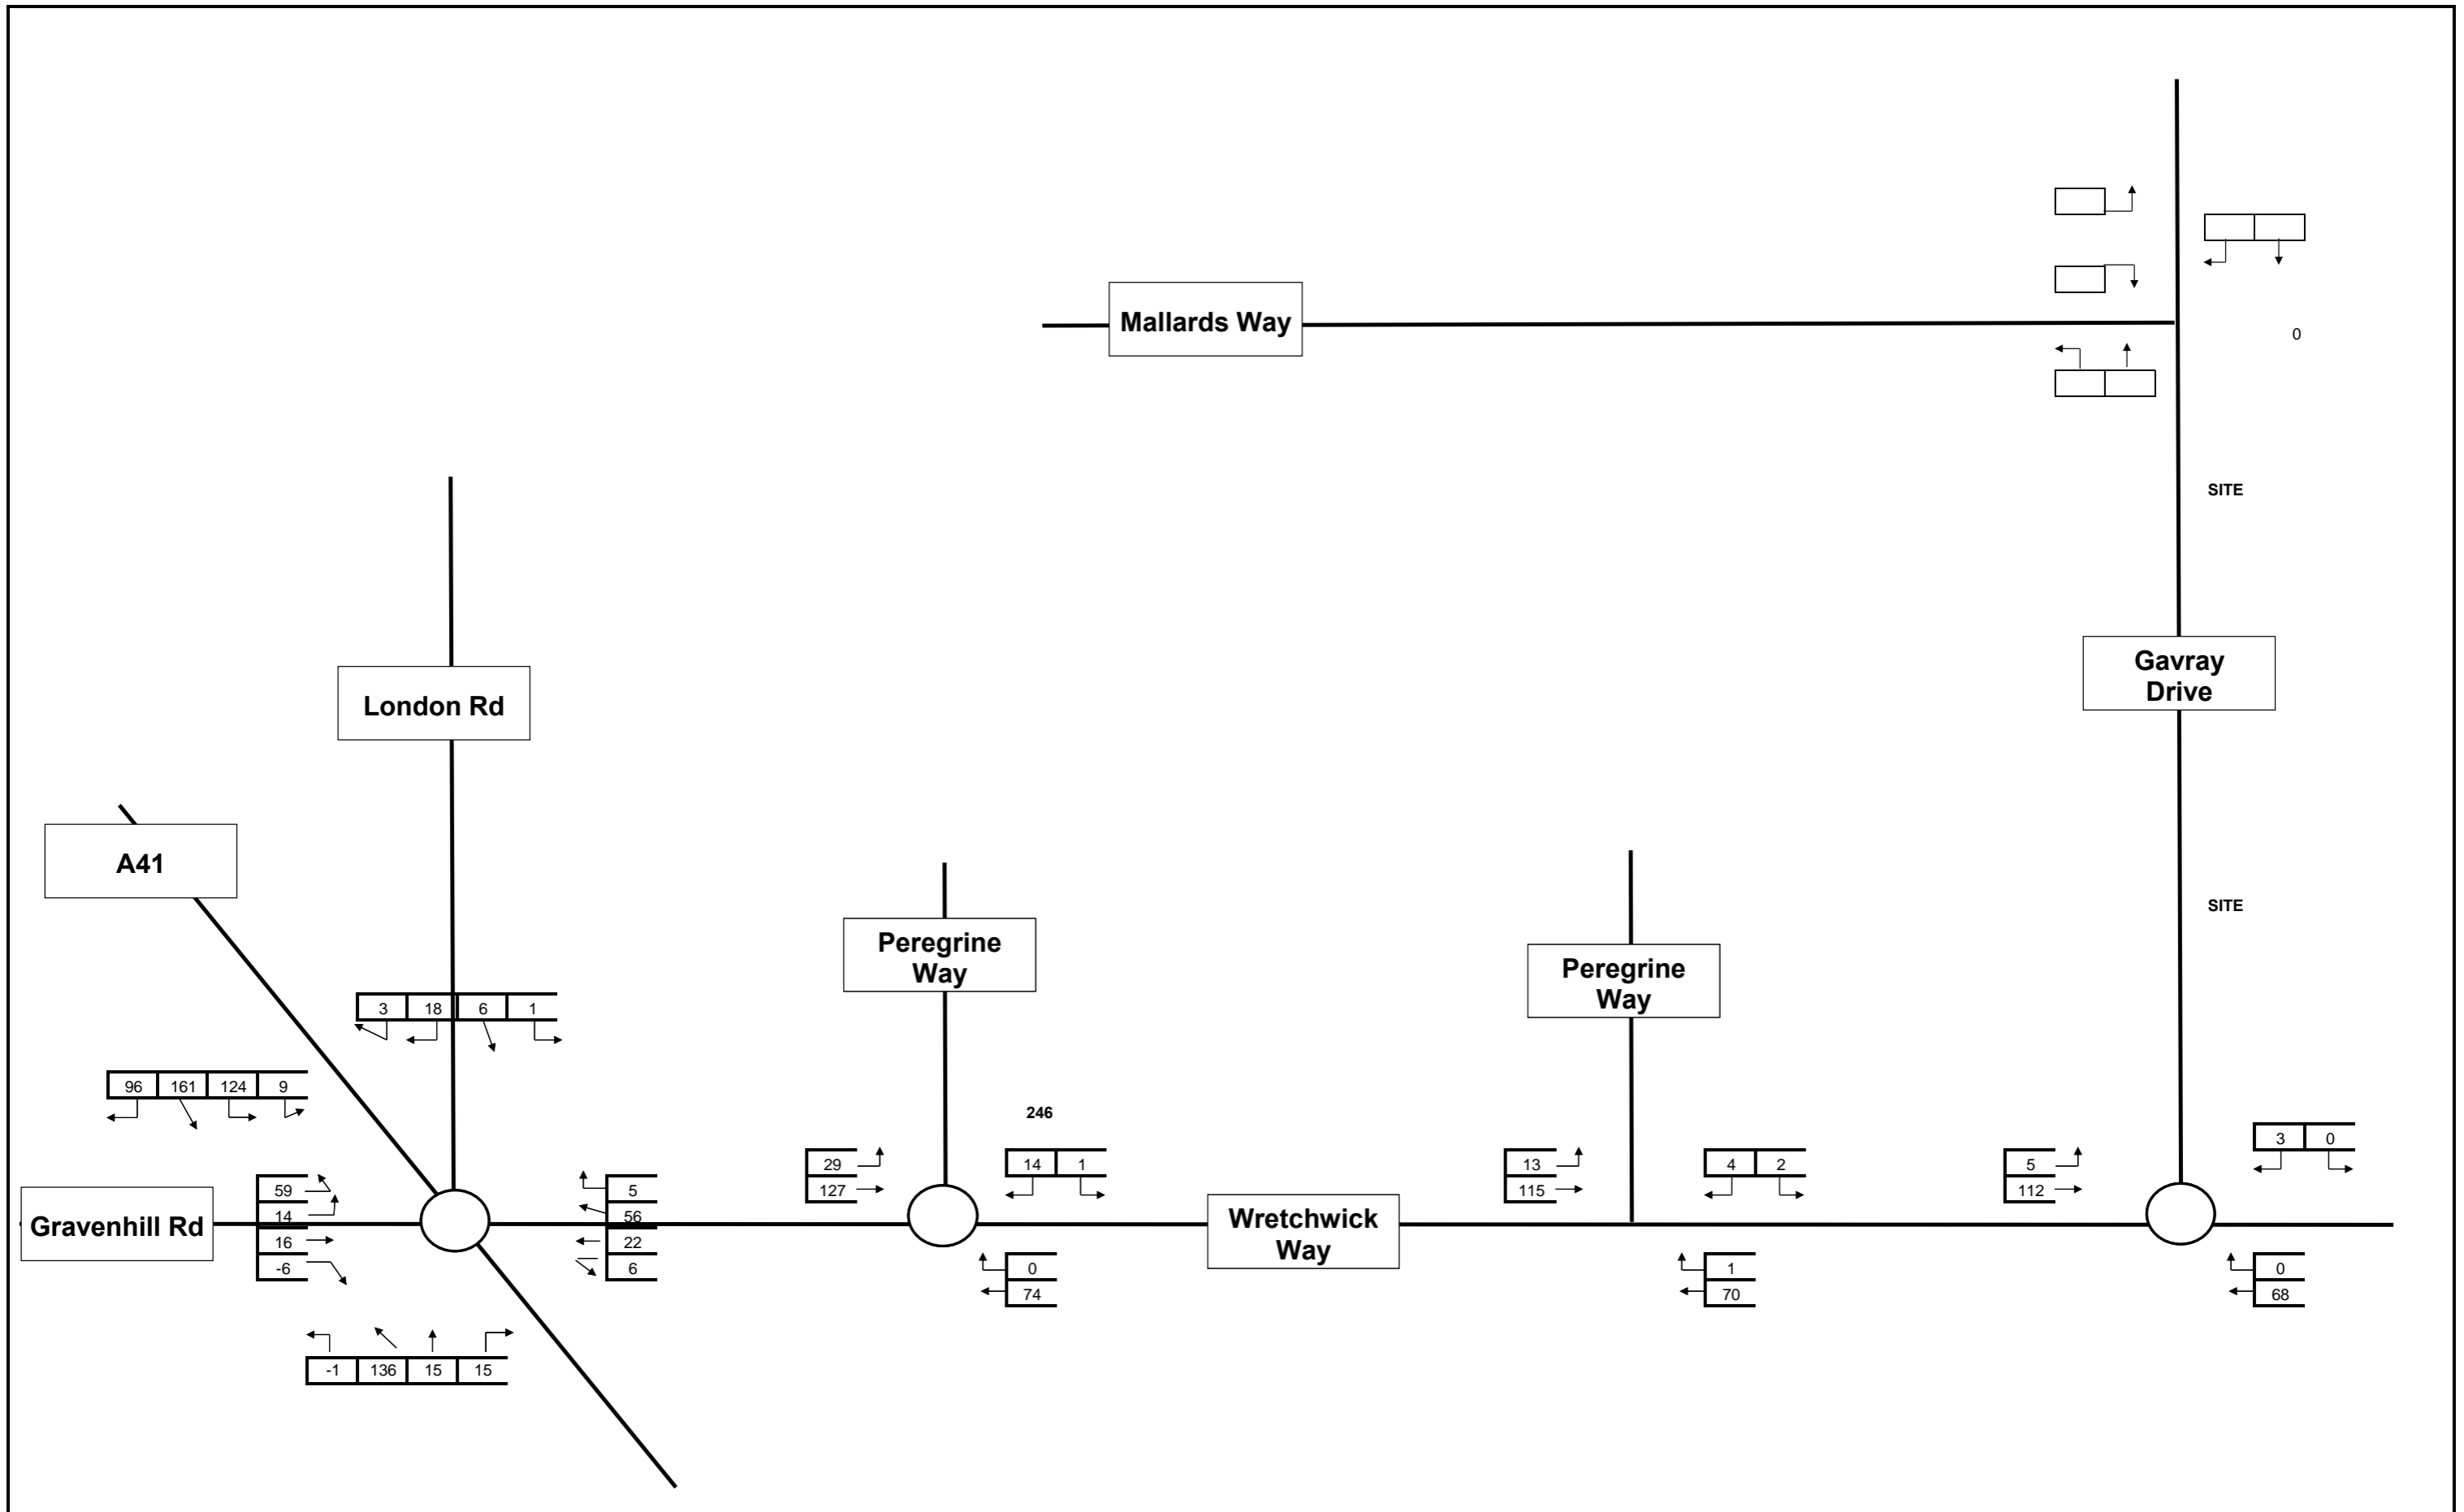 Mallards Way
0
SITE
Gavray
Drive
London Rd
A41
SITE
Peregrine
Way
Peregrine
Way
3 18 6 1
96 161 124 9
246
29
127
14 1
13
115
4 2
5
112
3 0
Gravenhill Rd
59
14
16
-6
5
56
22
6
Wretchwick
Way
0
74
1
70
0
68
-1 136 15 15